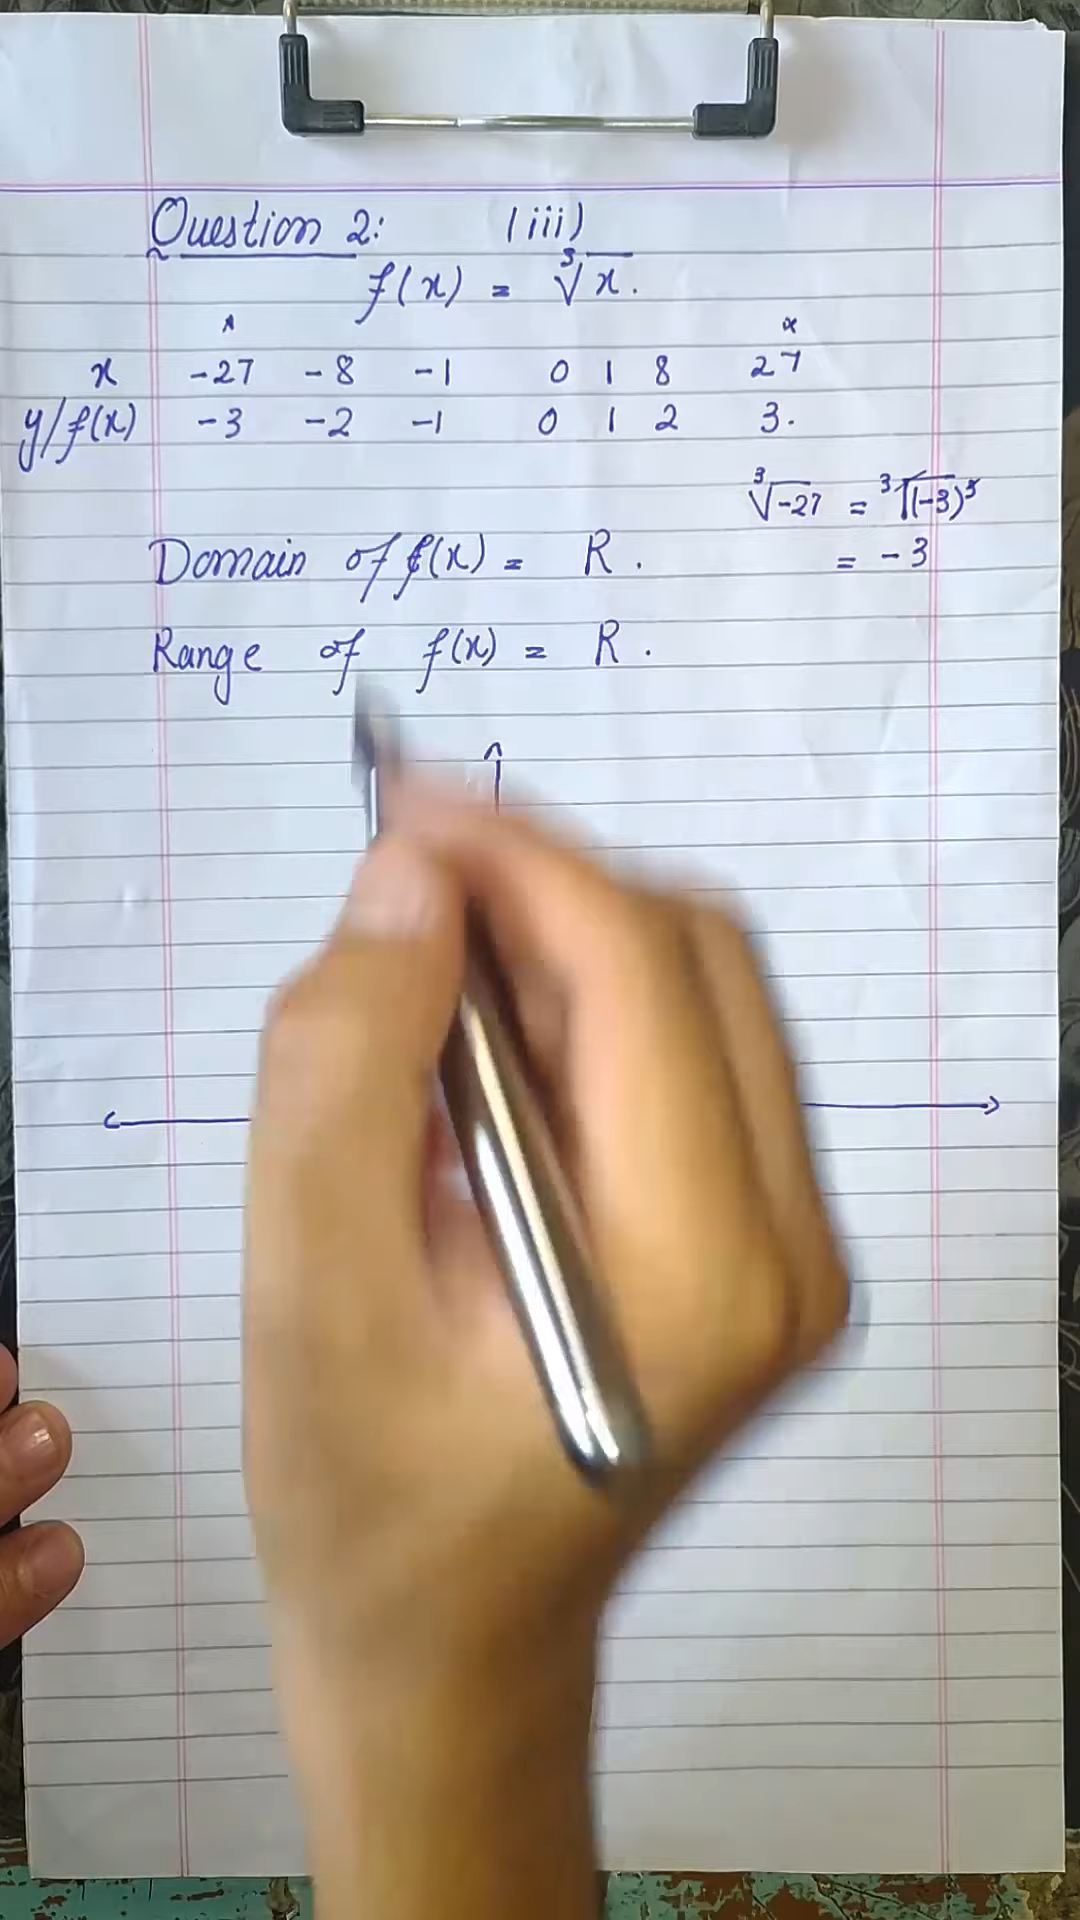 Question 2: (iii)
f(x) = ∛x.
x -27 -8 -1 0 1 8 27
y/f(x) -3 -2 -1 0 1 2 3.
∛-27 = ∛(-3)³
Domain of f(x) = R. = -3
Range of f(x) = R.